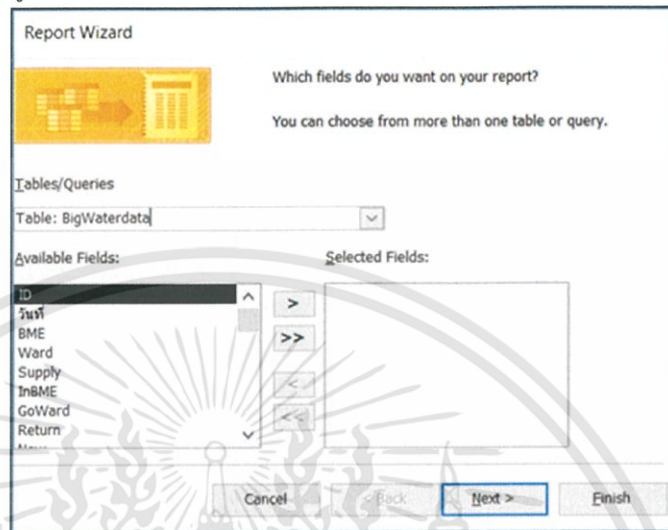 Report Wizard
Which fields do you want on your report?
You can choose from more than one table or query.
Tables/Queries
Table: BigWaterdata
Available Fields:
Selected Fields:
ID
วันที่
BME
Ward
Supply
InBME
GoWard
Return
>
>>
<
<<
Cancel
< Back
Next >
Finish